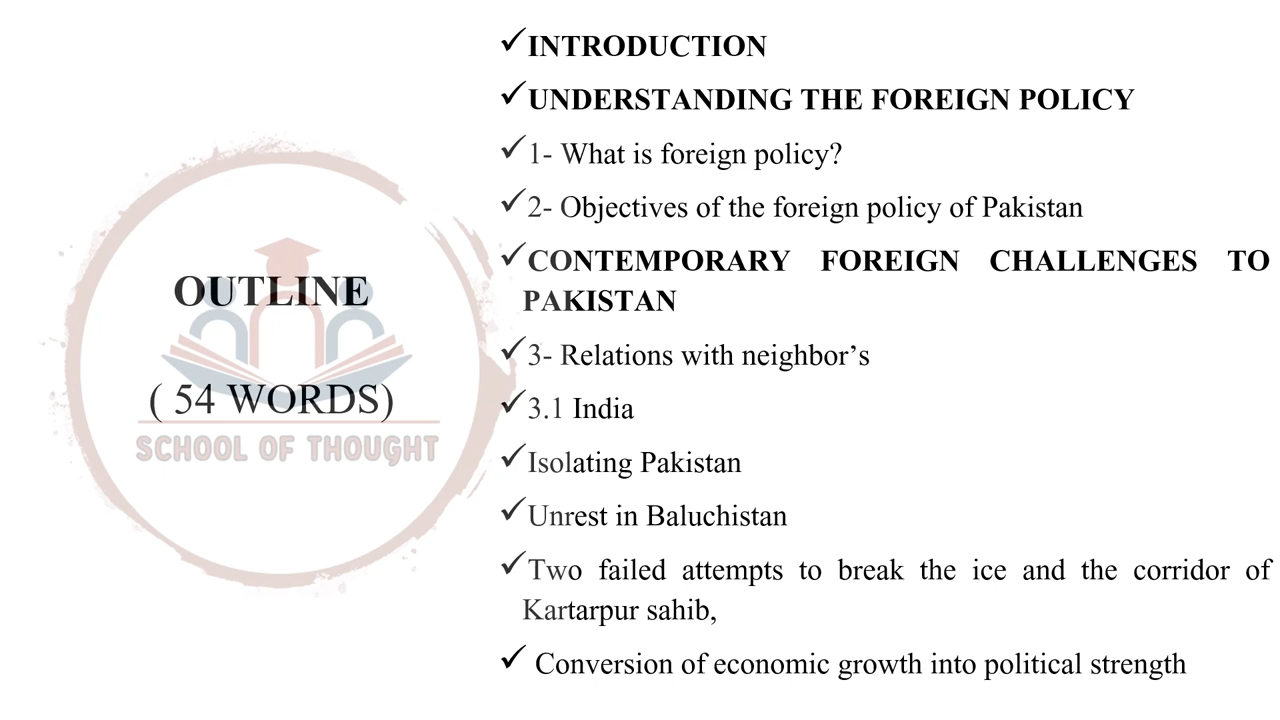 OUTLINE
( 54 WORDS)
SCHOOL OF THOUGHT
✓INTRODUCTION
✓UNDERSTANDING THE FOREIGN POLICY
✓1- What is foreign policy?
✓2- Objectives of the foreign policy of Pakistan
✓CONTEMPORARY FOREIGN CHALLENGES TO
PAKISTAN
✓3- Relations with neighbor’s
✓3.1 India
✓Isolating Pakistan
✓Unrest in Baluchistan
✓Two failed attempts to break the ice and the corridor of
Kartarpur sahib,
✓ Conversion of economic growth into political strength